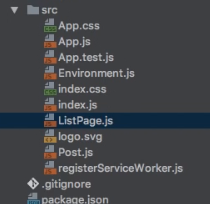 src
App.css
App.js
App.test.js
Environment.js
index.css
index.js
ListPage.js
logo.svg
Post.js
registerServiceWorker.js
.gitignore
package.json